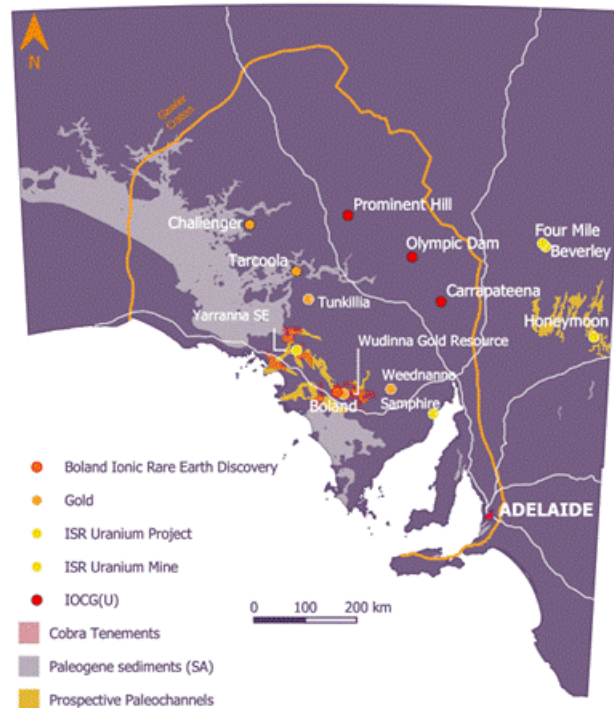 N
Gawler
Craton
Prominent Hill
Challenger
Olympic Dam
Four Mile
Beverley
Tarcoola
Tunkillia
Carrapateena
Yarranna SE
Honeymoon
Wudinna Gold Resource
Weednanna
Boland
Samphire
ADELAIDE
Boland Ionic Rare Earth Discovery
Gold
ISR Uranium Project
ISR Uranium Mine
IOCG(U)
0 100 200 km
Cobra Tenements
Paleogene sediments (SA)
Prospective Paleochannels